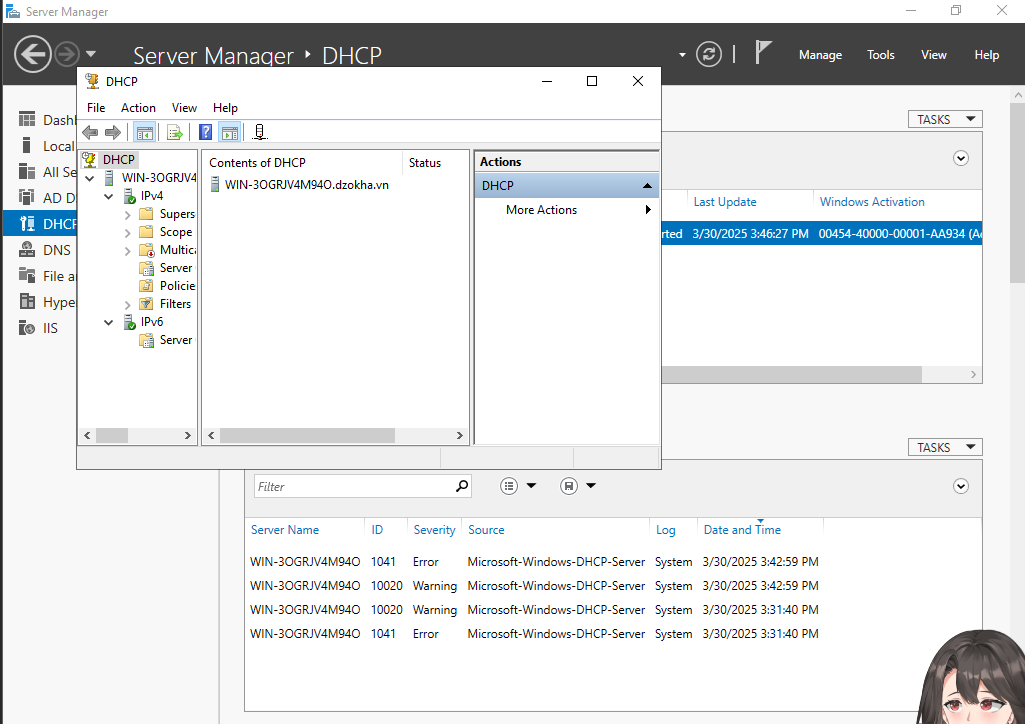 Server Manager
Server Manager DHCP
Manage Tools View Help
DHCP
File Action View Help
Dashb
Local
All Se
AD D
DHCP
DNS
File a
Hype
IIS
DHCP
WIN-3OGRJV4M94O
IPv4
Supers
Scope
Multica
Server
Policie
Filters
IPv6
Server
Contents of DHCP Status
WIN-3OGRJV4M94O.dzokha.vn
Actions
DHCP
More Actions
TASKS
Last Update Windows Activation
rted 3/30/2025 3:46:27 PM 00454-40000-00001-AA934 (Ac
TASKS
Filter
Server Name ID Severity Source Log Date and Time
WIN-3OGRJV4M94O 1041 Error Microsoft-Windows-DHCP-Server System 3/30/2025 3:42:59 PM
WIN-3OGRJV4M94O 10020 Warning Microsoft-Windows-DHCP-Server System 3/30/2025 3:42:59 PM
WIN-3OGRJV4M94O 10020 Warning Microsoft-Windows-DHCP-Server System 3/30/2025 3:31:40 PM
WIN-3OGRJV4M94O 1041 Error Microsoft-Windows-DHCP-Server System 3/30/2025 3:31:40 PM